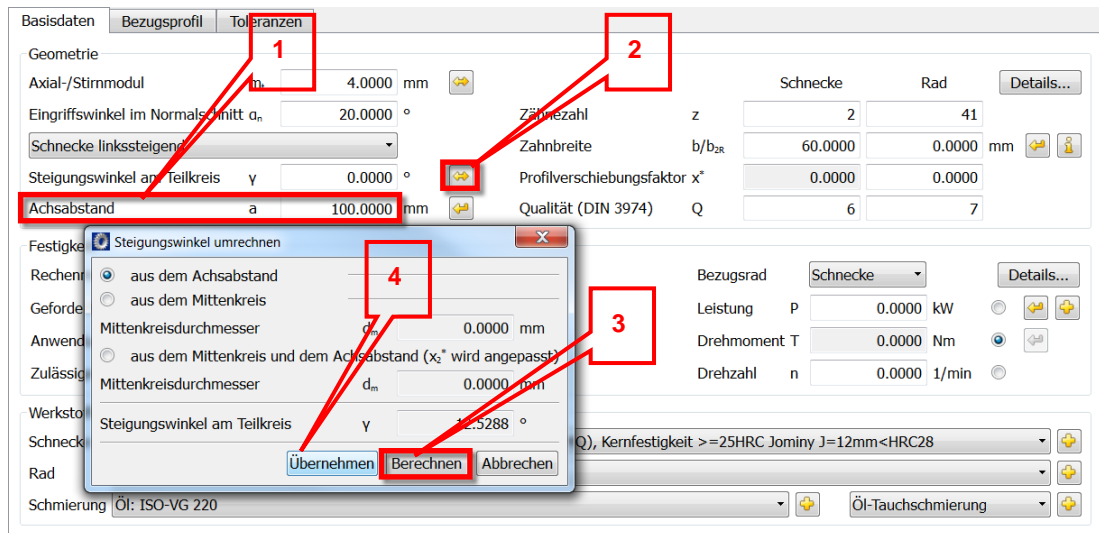 Basisdaten Bezugsprofil Toleranzen
1
2
Geometrie
Axial-/Stirnmodul 4.0000 mm Schnecke Rad Details...
Eingriffswinkel im Normalschnitt αₙ 20.0000 ° Zähnezahl z 2 41
Schnecke linkssteigend Zahnbreite b/b₂R 60.0000 0.0000 mm
Steigungswinkel am Teilkreis γ 0.0000 ° Profilverschiebungsfaktor x* 0.0000 0.0000
Achsabstand a 100.0000 mm Qualität (DIN 3974) Q 6 7
Steigungswinkel umrechnen
aus dem Achsabstand
4
aus dem Mittenkreis
Mittenkreisdurchmesser dₘ 0.0000 mm
3
aus dem Mittenkreis und dem Achsabstand (x₂* wird angepasst)
Mittenkreisdurchmesser dₘ 0.0000 mm
Steigungswinkel am Teilkreis γ 12.5288 °
Übernehmen Berechnen Abbrechen
Bezugsrad Schnecke Details...
Leistung P 0.0000 kW
Drehmoment T 0.0000 Nm
Drehzahl n 0.0000 1/min
Q), Kernfestigkeit >=25HRC Jominy J=12mm<HRC28
Rad
Schmierung Öl: ISO-VG 220 Öl-Tauchschmierung